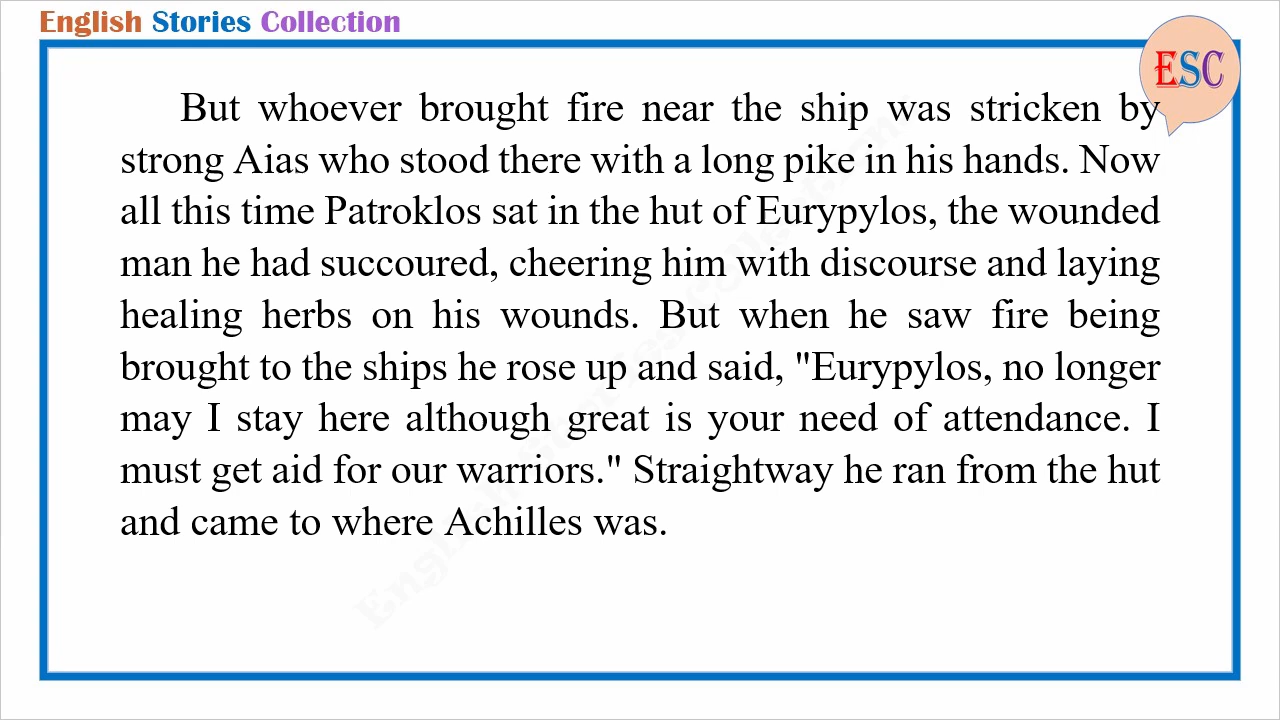 English Stories Collection
ESC
But whoever brought fire near the ship was stricken by
strong Aias who stood there with a long pike in his hands. Now
all this time Patroklos sat in the hut of Eurypylos, the wounded
man he had succoured, cheering him with discourse and laying
healing herbs on his wounds. But when he saw fire being
brought to the ships he rose up and said, "Eurypylos, no longer
may I stay here although great is your need of attendance. I
must get aid for our warriors." Straightway he ran from the hut
and came to where Achilles was.